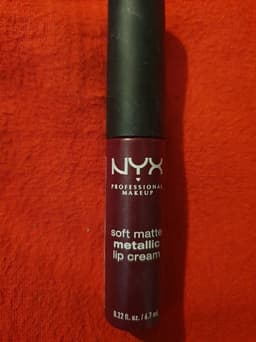 NYX
PROFESSIONAL
MAKEUP
soft matte
metallic
lip cream
0.22 fl. oz. / 6.7 mL